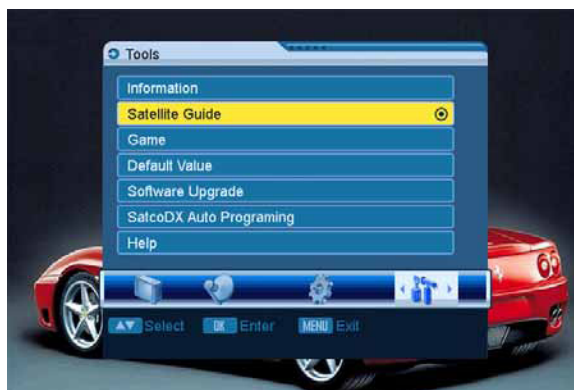 Tools
Information
Satellite Guide
Game
Default Value
Software Upgrade
SatcoDX Auto Programing
Help
Select OK Enter MENU Exit